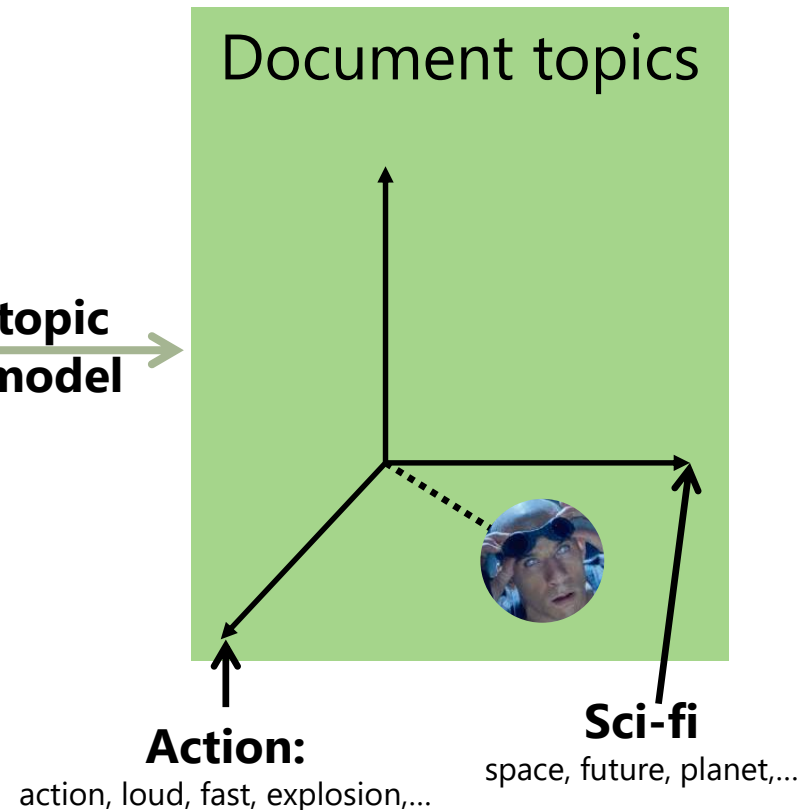 Document topics
topic
model
Action:
action, loud, fast, explosion,...
Sci-fi
space, future, planet,...